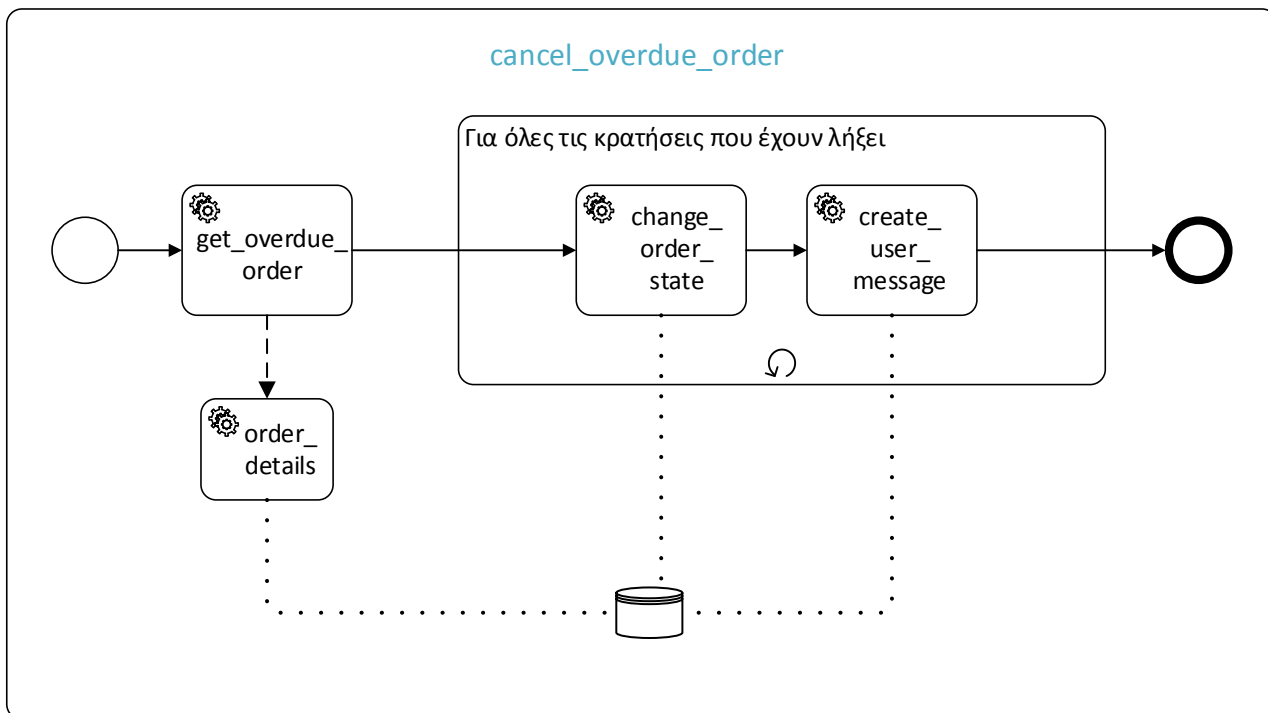 cancel_overdue_order
Για όλες τις κρατήσεις που έχουν λήξει
get_overdue_
order
change_
order_
state
create_
user_
message
order_
details